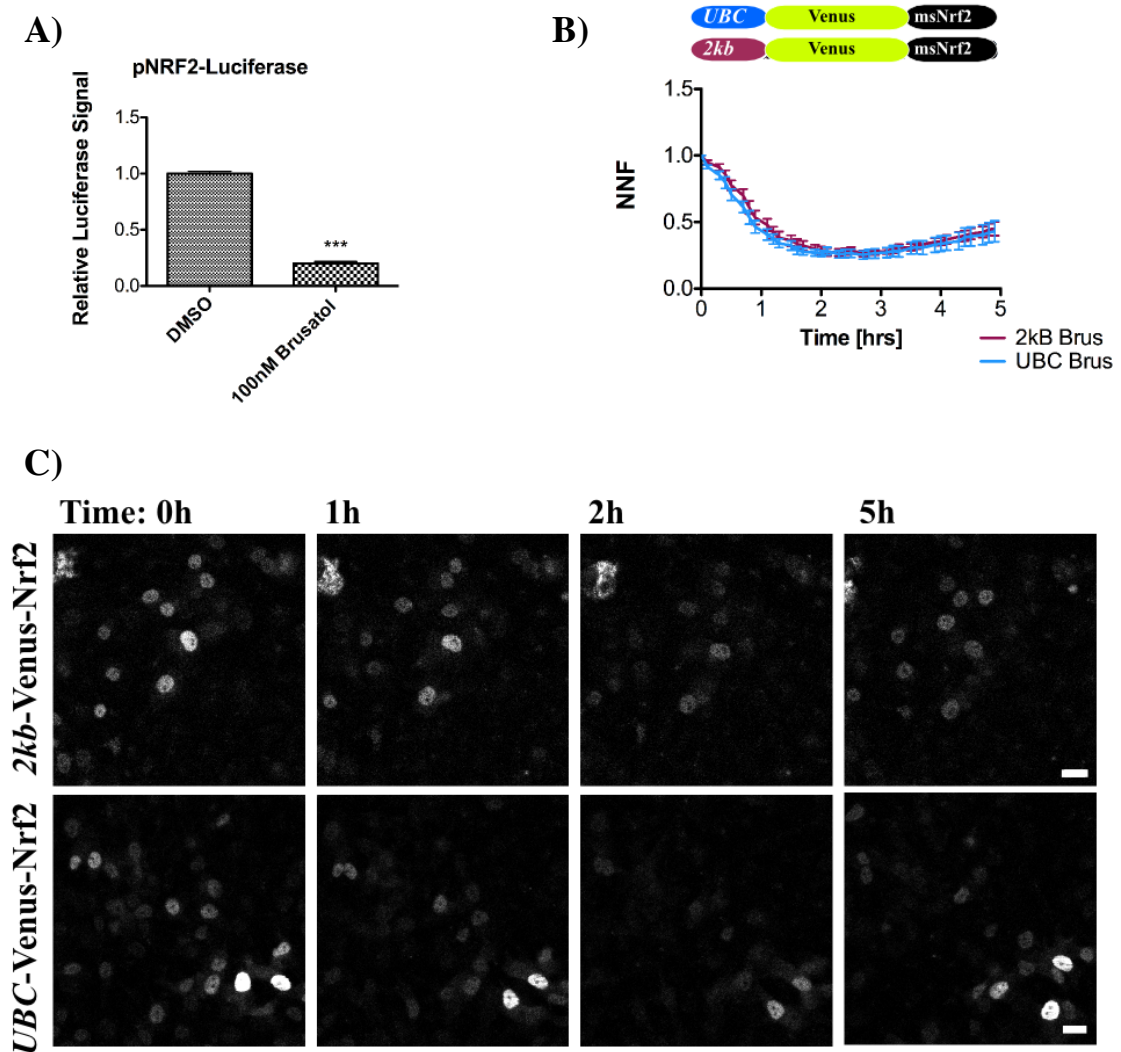 A)
pNRF2-Luciferase
Relative Luciferase Signal
1.5
1.0
0.5
0.0
***
DMSO
100nM Brusatol
B)
UBC Venus msNrf2
2kb Venus msNrf2
NNF
1.5
1.0
0.5
0.0
0 1 2 3 4 5
Time [hrs]
2kB Brus
UBC Brus
C)
Time: 0h 1h 2h 5h
2kb-Venus-Nrf2
UBC-Venus-Nrf2